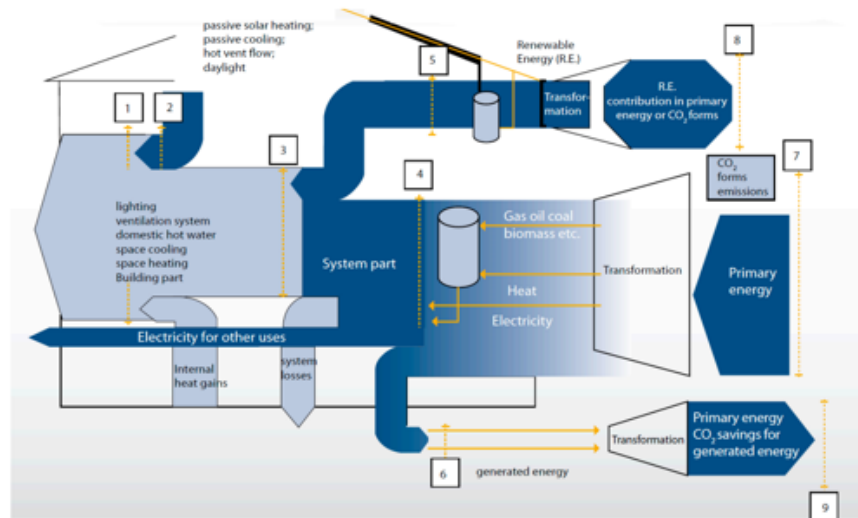 passive solar heating;
passive cooling;
hot vent flow;
daylight
1
2
3
4
5
Renewable
Energy (R.E.)
Transfor-
mation
R.E.
contribution in primary
energy or CO₂ forms
8
7
CO₂
forms
emissions
lighting
ventilation system
domestic hot water
space cooling
space heating
Building part
System part
Gas oil coal
biomass etc.
Heat
Electricity
Transformation
Primary
energy
Electricity for other uses
Internal
heat gains
system
losses
6
generated energy
Transformation
Primary energy
CO₂ savings for
generated energy
9